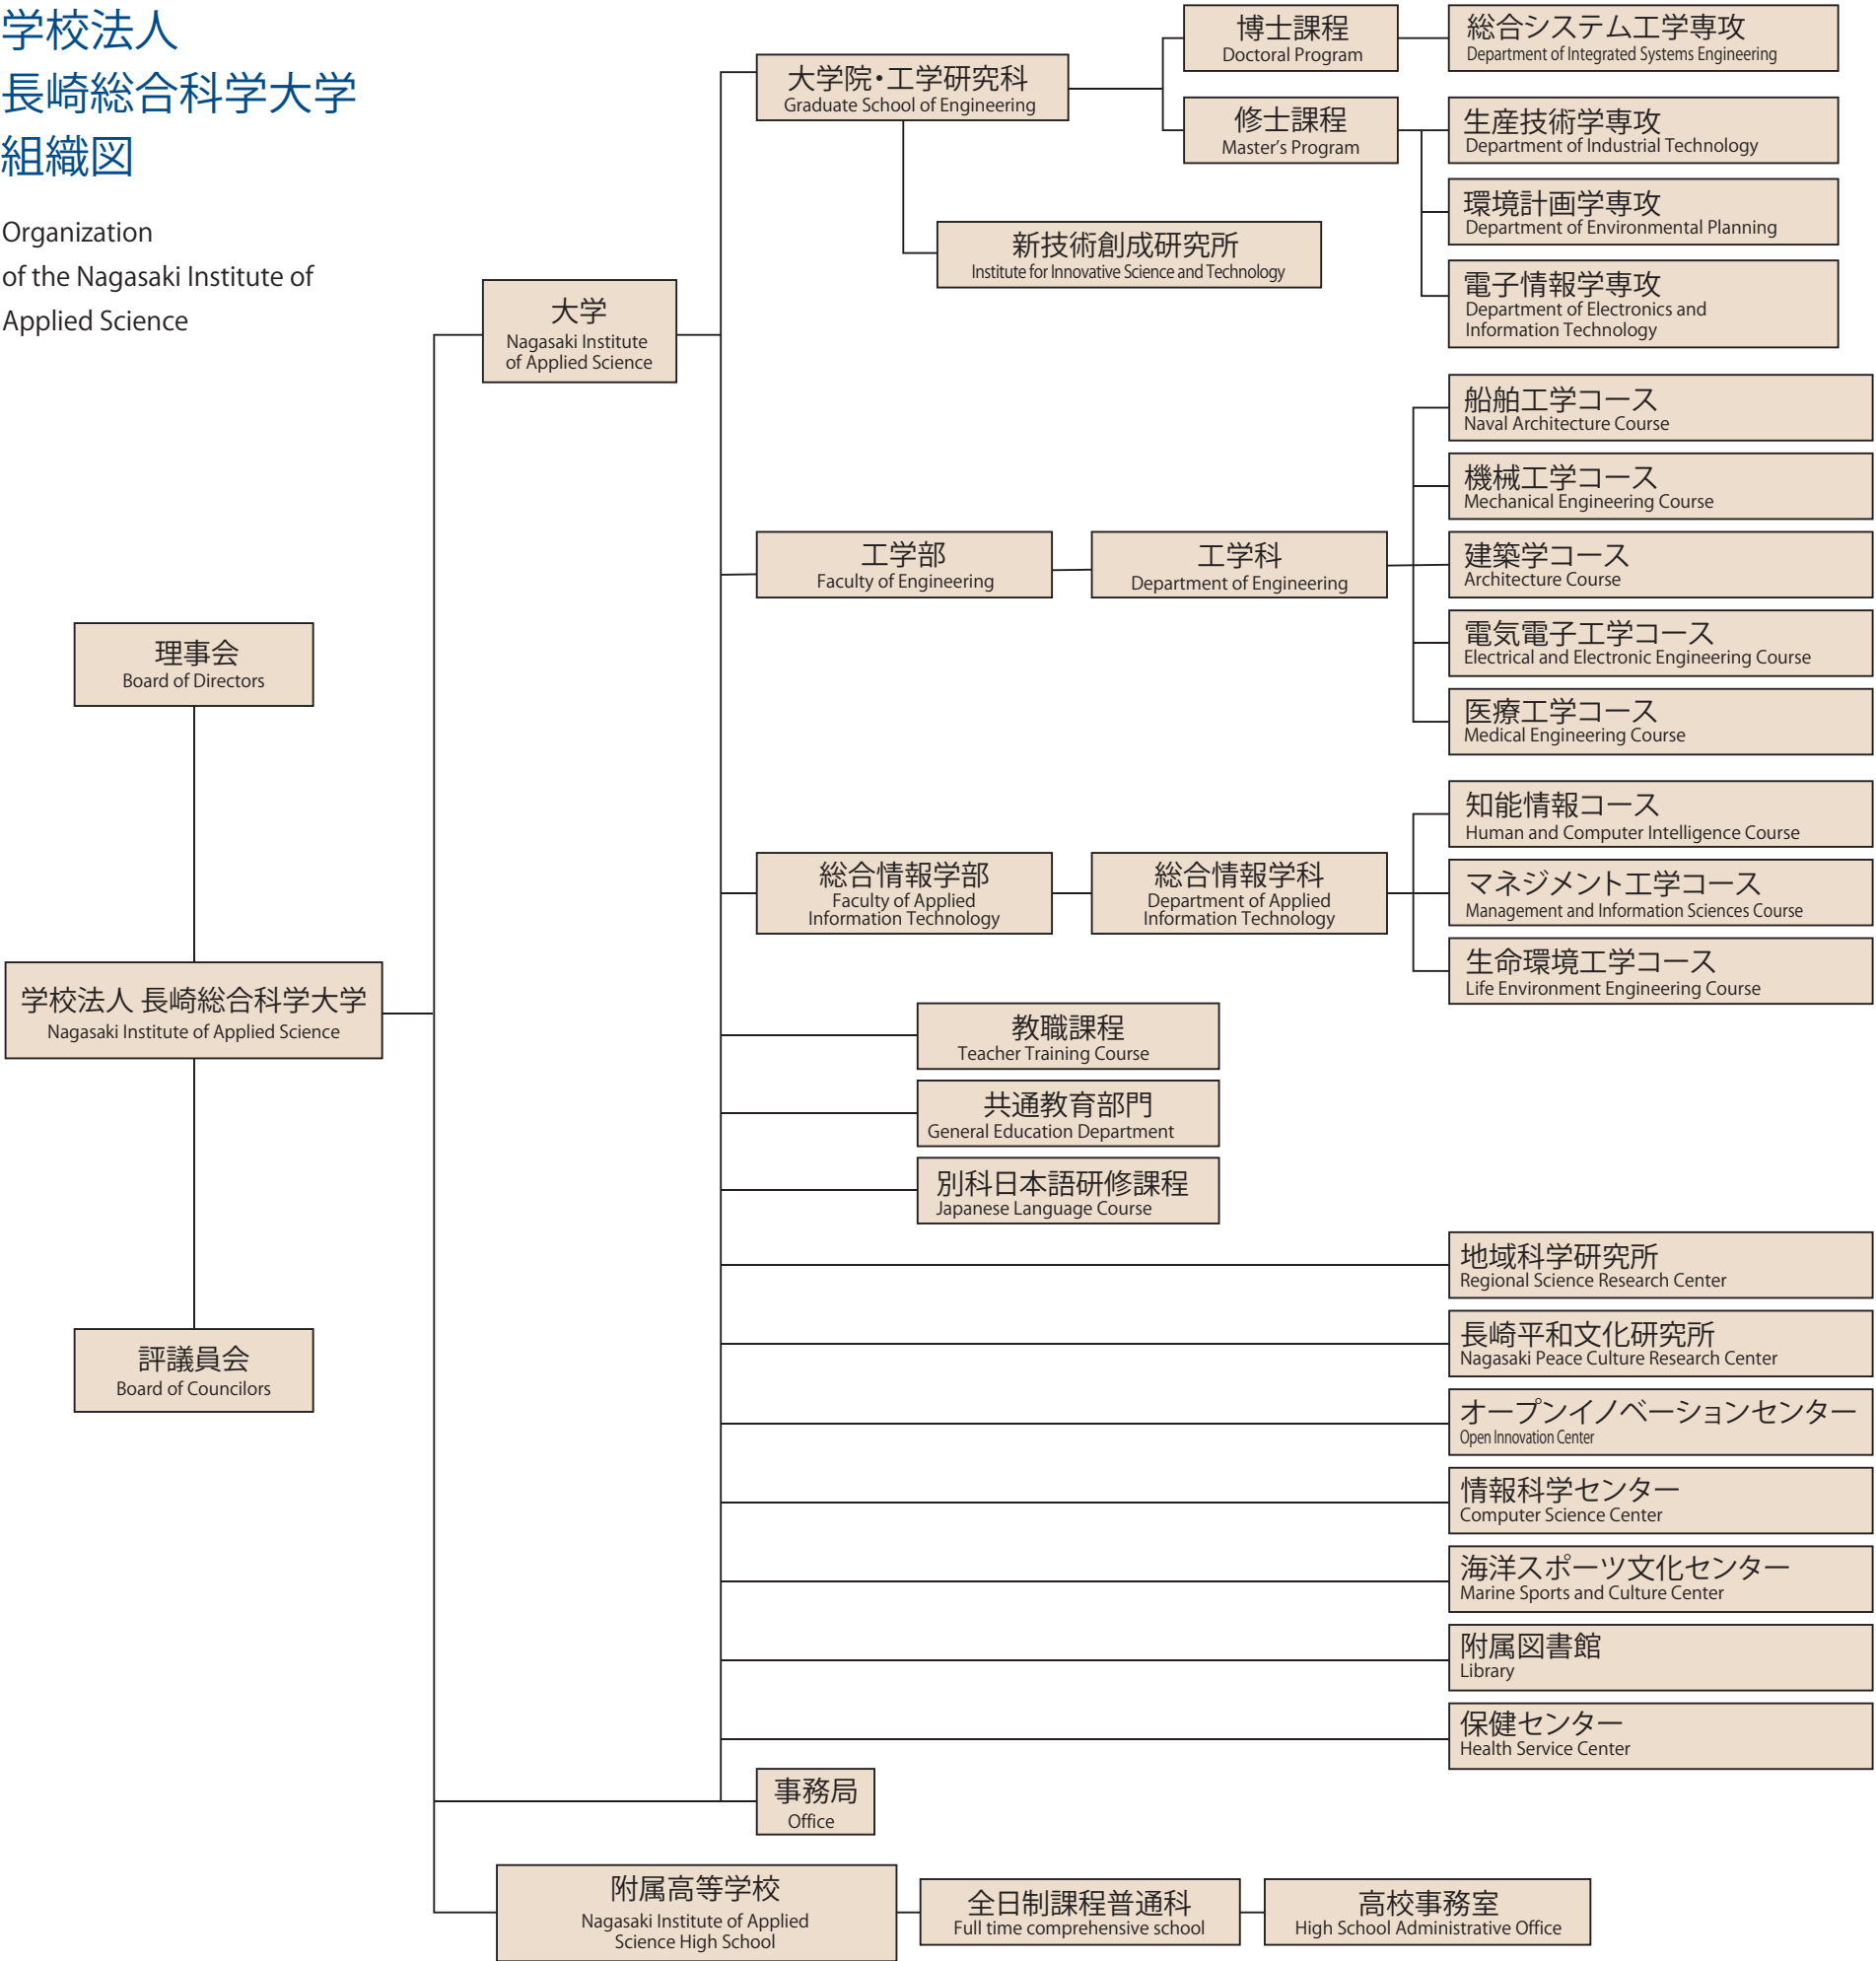 学校法人
長崎総合科学大学
組織図
Organization
of the Nagasaki Institute of
Applied Science
理事会
Board of Directors
学校法人 長崎総合科学大学
Nagasaki Institute of Applied Science
評議員会
Board of Councilors
大学
Nagasaki Institute
of Applied Science
大学院・工学研究科
Graduate School of Engineering
博士課程
Doctoral Program
総合システム工学専攻
Department of Integrated Systems Engineering
修士課程
Master's Program
生産技術学専攻
Department of Industrial Technology
環境計画学専攻
Department of Environmental Planning
電子情報学専攻
Department of Electronics and
Information Technology
新技術創成研究所
Institute for Innovative Science and Technology
工学部
Faculty of Engineering
工学科
Department of Engineering
船舶工学コース
Naval Architecture Course
機械工学コース
Mechanical Engineering Course
建築学コース
Architecture Course
電気電子工学コース
Electrical and Electronic Engineering Course
医療工学コース
Medical Engineering Course
総合情報学部
Faculty of Applied
Information Technology
総合情報学科
Department of Applied
Information Technology
知能情報コース
Human and Computer Intelligence Course
マネジメント工学コース
Management and Information Sciences Course
生命環境工学コース
Life Environment Engineering Course
教職課程
Teacher Training Course
共通教育部門
General Education Department
別科日本語研修課程
Japanese Language Course
地域科学研究所
Regional Science Research Center
長崎平和文化研究所
Nagasaki Peace Culture Research Center
オープンイノベーションセンター
Open Innovation Center
情報科学センター
Computer Science Center
海洋スポーツ文化センター
Marine Sports and Culture Center
附属図書館
Library
保健センター
Health Service Center
事務局
Office
附属高等学校
Nagasaki Institute of Applied
Science High School
全日制課程普通科
Full time comprehensive school
高校事務室
High School Administrative Office